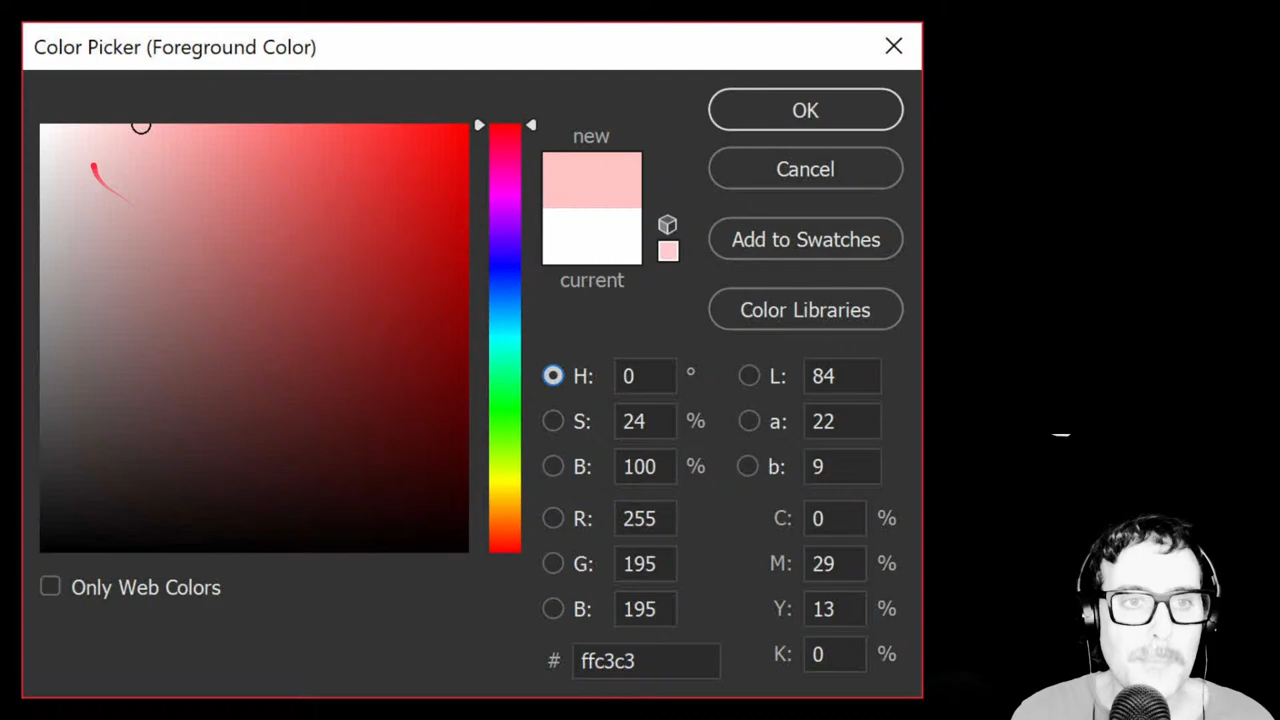 Color Picker (Foreground Color)
new
current
OK
Cancel
Add to Swatches
Color Libraries
H: 0 °
S: 24 %
B: 100 %
R: 255
G: 195
B: 195
# ffc3c3
L: 84
a: 22
b: 9
C: 0 %
M: 29 %
Y: 13 %
K: 0 %
Only Web Colors